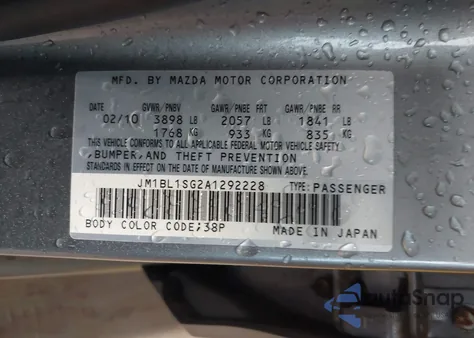 MFD. BY MAZDA MOTOR CORPORATION
GVWR/PNBV GAWR/PNBE FRT GAWR/PNBE RR
02/10 3898 LB 2057 LB 1841 LB
1768 KG 933 KG 835 KG
THIS VEHICLE CONFORMS TO ALL APPLICABLE FEDERAL MOTOR VEHICLE SAFETY
,BUMPER,AND THEFT PREVENTION
STANDARDS IN EFFECT ON THE DATE OF MANUFACTURE SHOWN ABOVE.
JM1BL1SG2A1292228 TYPE: PASSENGER
BODY COLOR CODE;38P MADE IN JAPAN
autoSnap